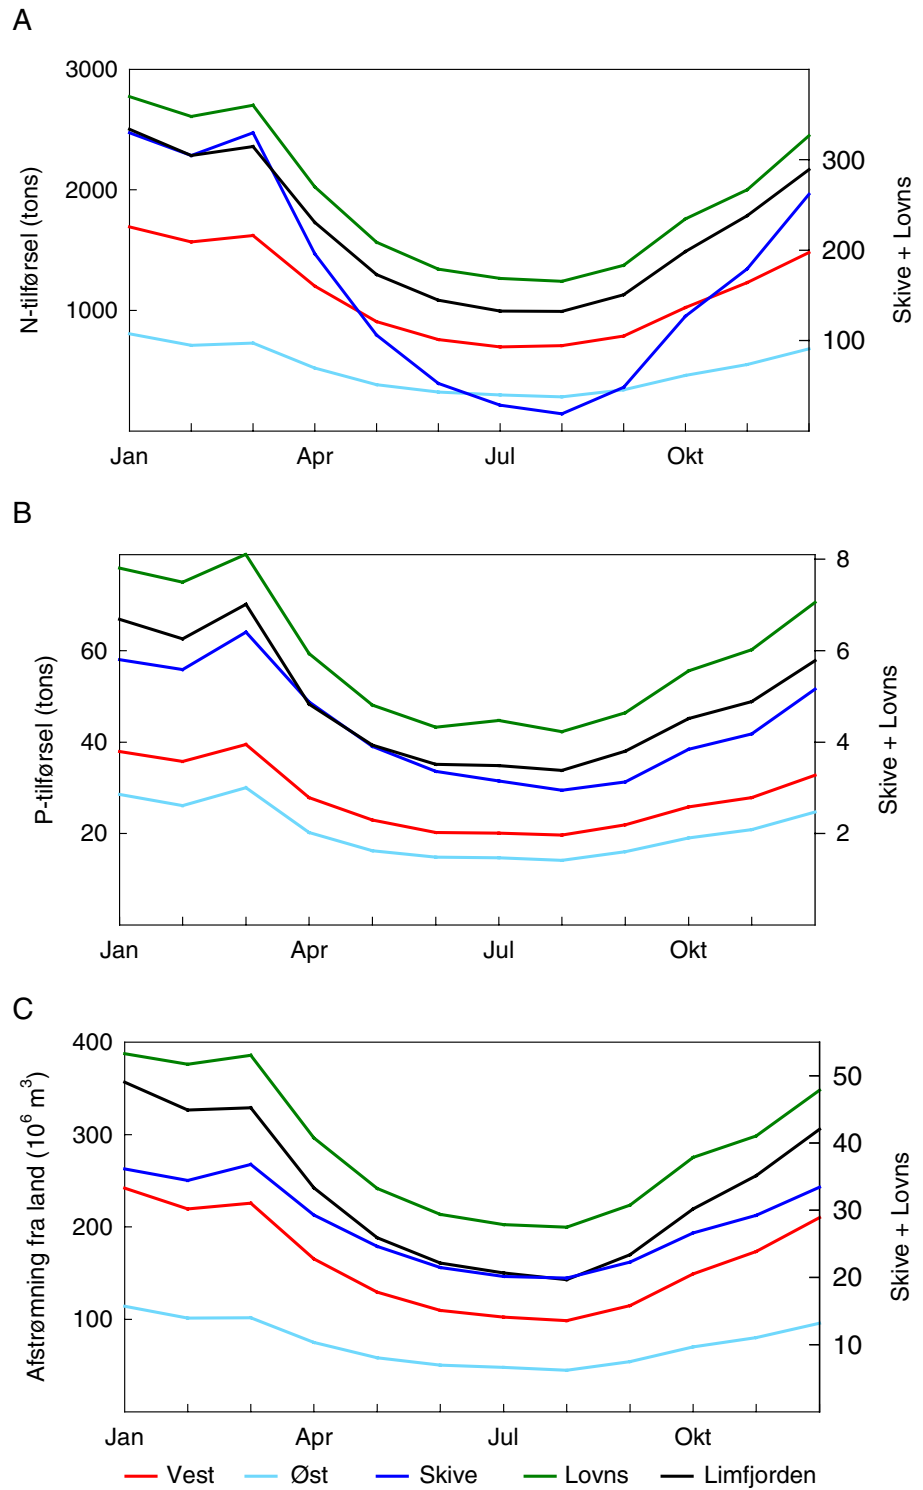 A
3000
2000
1000
N-tilførsel (tons)
300
200
100
Skive + Lovns
Jan Apr Jul Okt
B
60
40
20
P-tilførsel (tons)
8
6
4
2
Skive + Lovns
Jan Apr Jul Okt
C
400
300
200
100
Afstrømning fra land (10⁶ m³)
50
40
30
20
10
Skive + Lovns
Jan Apr Jul Okt
Vest Øst Skive Lovns Limfjorden